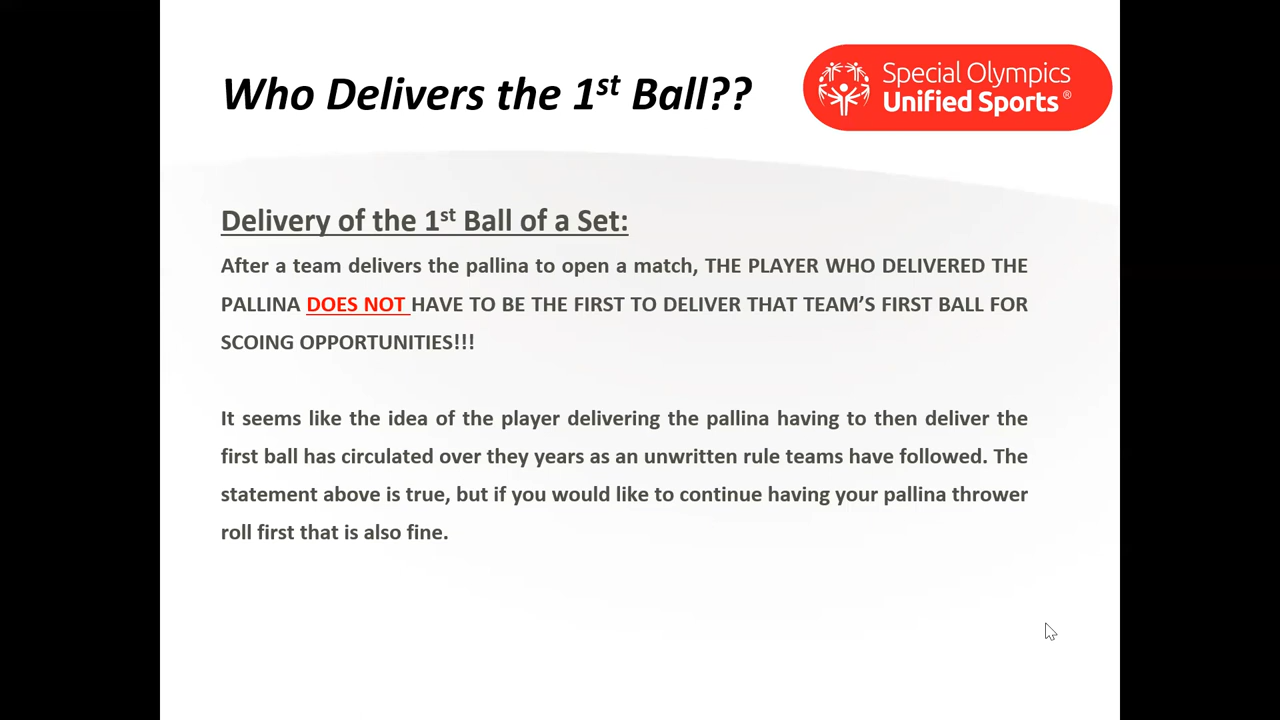 Who Delivers the 1st Ball??
Special Olympics
Unified Sports®
Delivery of the 1st Ball of a Set:
After a team delivers the pallina to open a match, THE PLAYER WHO DELIVERED THE
PALLINA DOES NOT HAVE TO BE THE FIRST TO DELIVER THAT TEAM’S FIRST BALL FOR
SCOING OPPORTUNITIES!!!
It seems like the idea of the player delivering the pallina having to then deliver the
first ball has circulated over they years as an unwritten rule teams have followed. The
statement above is true, but if you would like to continue having your pallina thrower
roll first that is also fine.